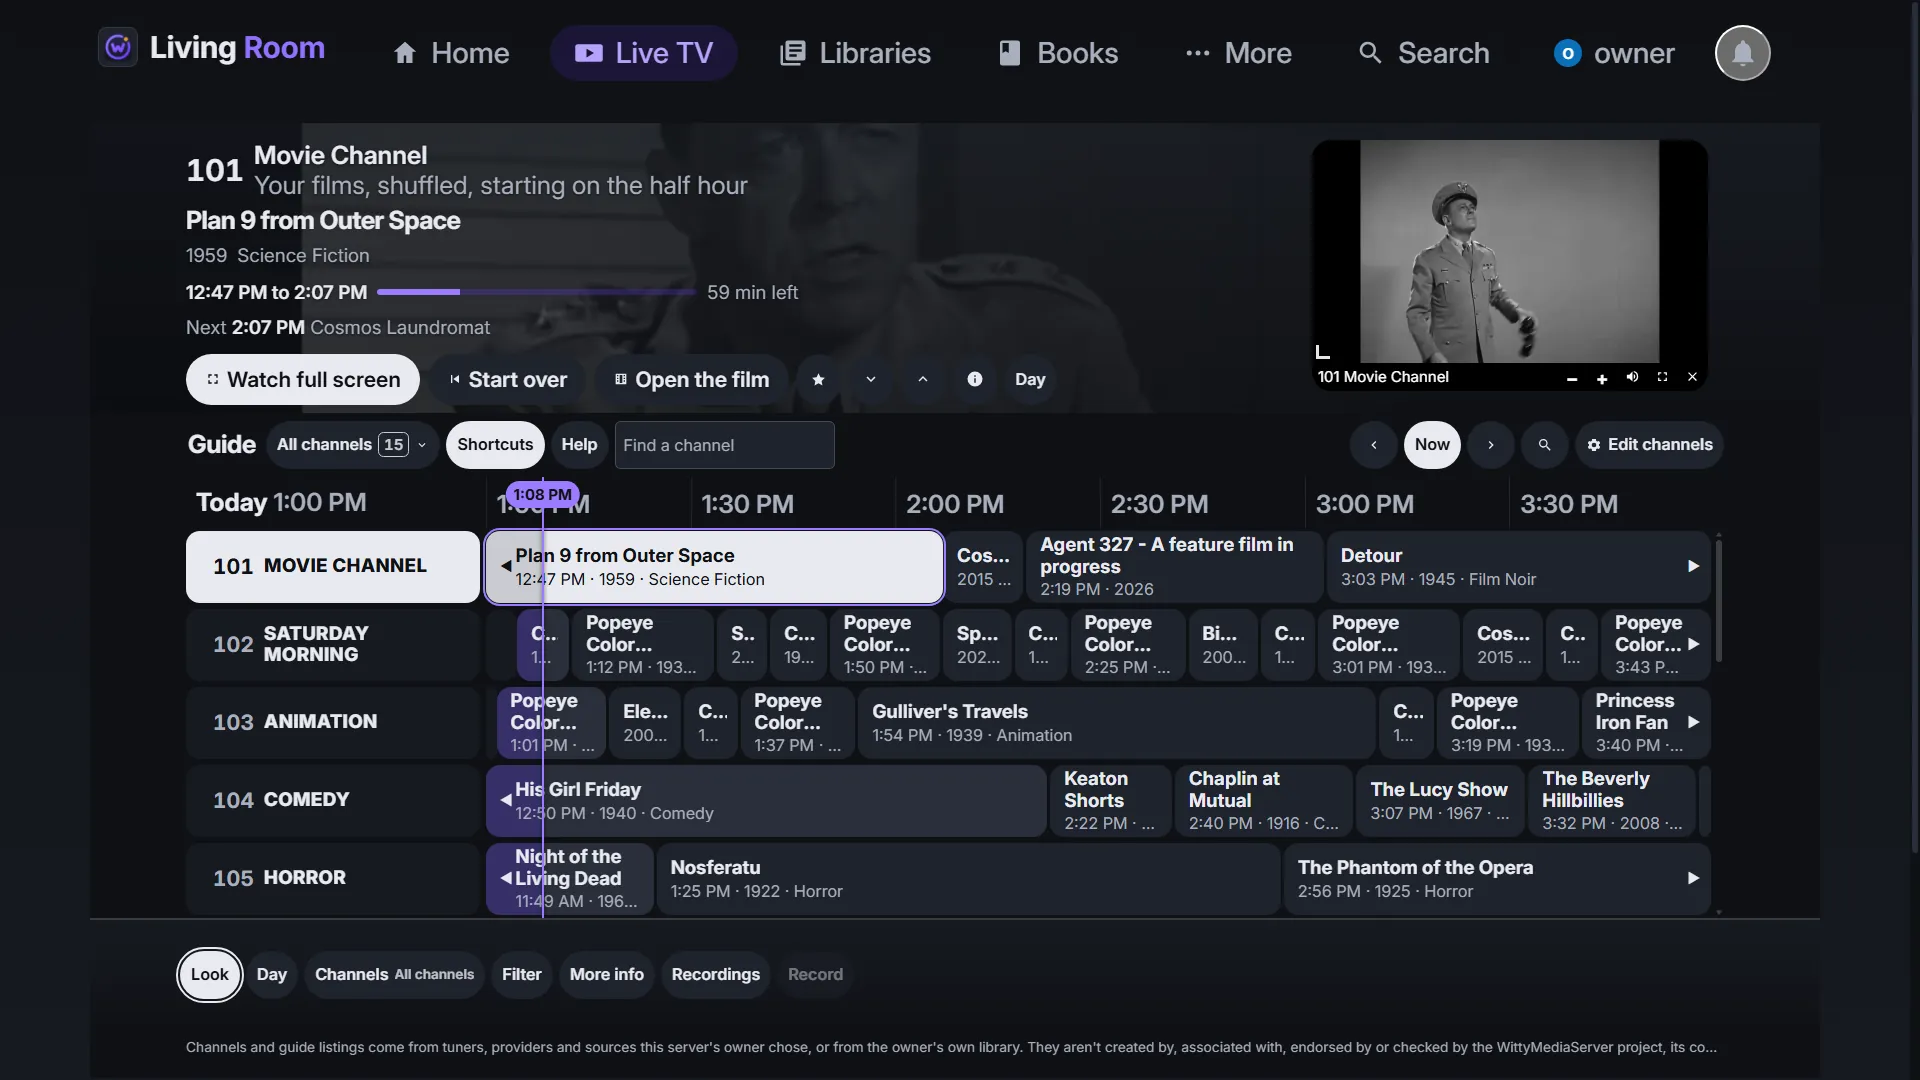 Living Room
Home
Live TV
Libraries
Books
More
Search
o owner
101 Movie Channel
Your films, shuffled, starting on the half hour
Plan 9 from Outer Space
1959 Science Fiction
12:47 PM to 2:07 PM 59 min left
Next 2:07 PM Cosmos Laundromat
Watch full screen
Start over
Open the film
Day
101 Movie Channel
Guide
All channels 15
Shortcuts
Help
Find a channel
Now
Edit channels
Today 1:00 PM
1:08 PM
1:30 PM
2:00 PM
2:30 PM
3:00 PM
3:30 PM
101 MOVIE CHANNEL
Plan 9 from Outer Space
12:47 PM · 1959 · Science Fiction
Cos...
2015 ...
Agent 327 - A feature film in
progress
2:19 PM · 2026
Detour
3:03 PM · 1945 · Film Noir
102 SATURDAY
MORNING
C...
1...
Popeye
Color...
1:12 PM · 193...
S...
2...
C...
19...
Popeye
Color...
1:50 PM ·...
Sp...
202...
C...
1...
Popeye
Color...
2:25 PM ·...
Bi...
200...
C...
1...
Popeye
Color...
3:01 PM · 193...
Cos...
2015 ...
C...
1...
Popeye
Color...
3:43 P...
103 ANIMATION
Popeye
Color...
1:01 PM · ...
Ele...
200...
C...
1...
Popeye
Color...
1:37 PM · ...
Gulliver's Travels
1:54 PM · 1939 · Animation
C...
1...
Popeye
Color...
3:19 PM · 193...
Princess
Iron Fan
3:40 PM ·...
104 COMEDY
His Girl Friday
12:50 PM · 1940 · Comedy
Keaton
Shorts
2:22 PM · ...
Chaplin at
Mutual
2:40 PM · 1916 · C...
The Lucy Show
3:07 PM · 1967 · ...
The Beverly
Hillbillies
3:32 PM · 2008 ·...
105 HORROR
Night of the
Living Dead
11:49 AM · 196...
Nosferatu
1:25 PM · 1922 · Horror
The Phantom of the Opera
2:56 PM · 1925 · Horror
Look
Day
Channels All channels
Filter
More info
Recordings
Record
Channels and guide listings come from tuners, providers and sources this server's owner chose, or from the owner's own library. They aren't created by, associated with, endorsed by or checked by the WittyMediaServer project, its co...